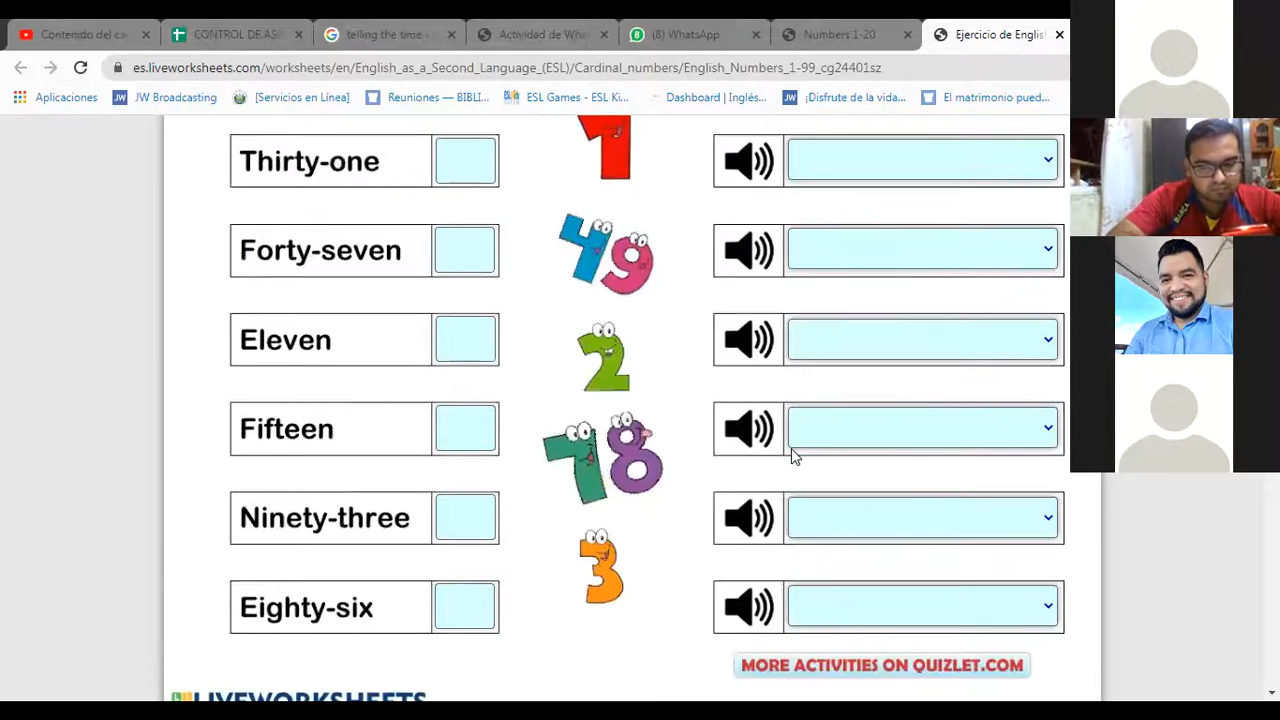 Contenido del ca
CONTROL DE ASI
telling the time - 
Actividad de Wha
(8) WhatsApp
Numbers 1-20
Ejercicio de English
es.liveworksheets.com/worksheets/en/English_as_a_Second_Language_(ESL)/Cardinal_numbers/English_Numbers_1-99_cg24401sz
Aplicaciones
JW Broadcasting
[Servicios en Línea]
Reuniones — BIBLI...
ESL Games - ESL Ki...
Dashboard | Inglés...
¡Disfrute de la vida...
El matrimonio pued...
1
Thirty-one
49
Forty-seven
2
Eleven
78
Fifteen
3
Ninety-three
Eighty-six
MORE ACTIVITIES ON QUIZLET.COM
LIVEWORKSHEETS